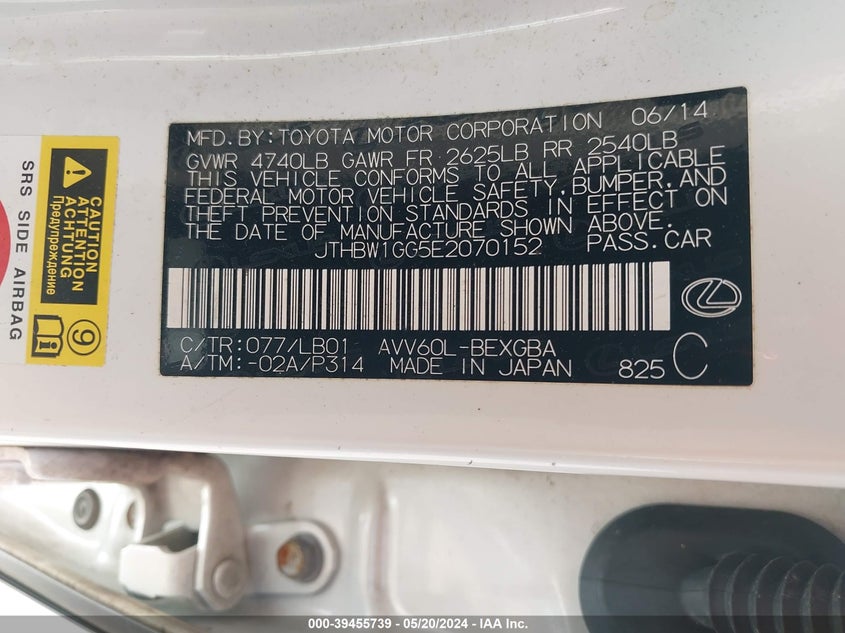 MFD.BY:TOYOTA MOTOR CORPORATION 06/14
GVWR 4740LB GAWR FR 2625LB RR 2540LB
THIS VEHICLE CONFORMS TO ALL APPLICABLE
FEDERAL MOTOR VEHICLE SAFETY,BUMPER,AND
THEFT PREVENTION STANDARDS IN EFFECT ON
THE DATE OF MANUFACTURE SHOWN ABOVE.
JTHBW1GG5E2070152 PASS.CAR
C/TR:077/LB01 AVV60L-BEXGBA
A/TM:-02A/P314 MADE IN JAPAN 825 C
SRS SIDE AIRBAG
CAUTION
ATTENTION
ACHTUNG
Предупреждение
9
000-39455739 - 05/20/2024 - IAA Inc.